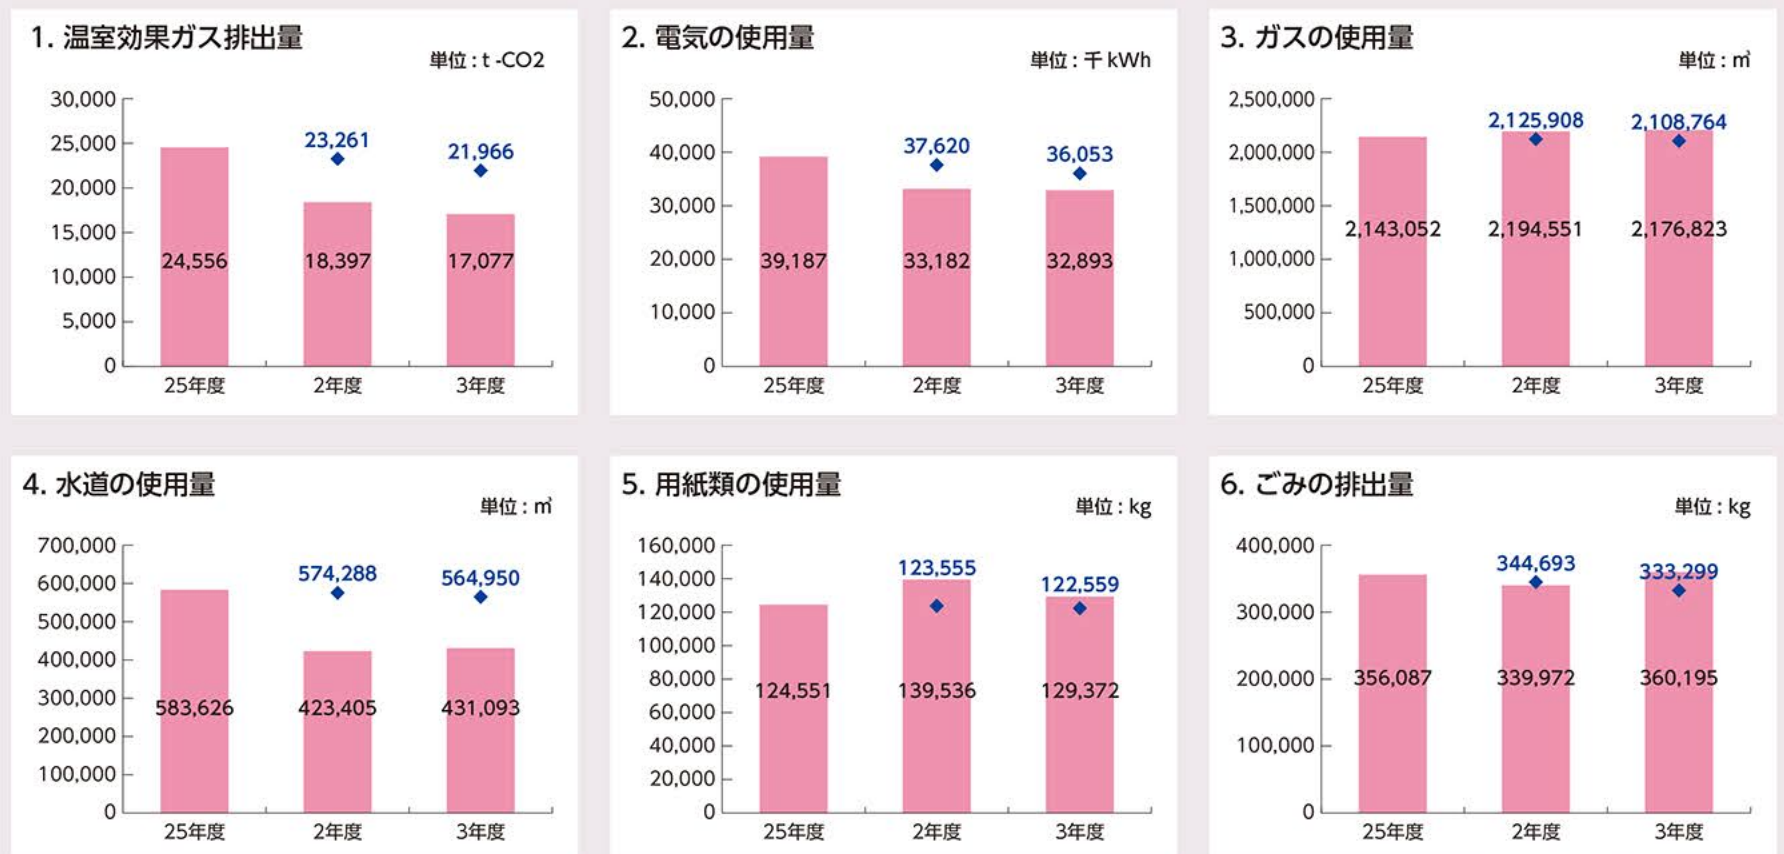 1. 温室効果ガス排出量
単位 : t -CO2
30,000
25,000
20,000
15,000
10,000
5,000
0
23,261
21,966
24,556
18,397
17,077
25年度
2年度
3年度
2. 電気の使用量
単位 : 千 kWh
50,000
40,000
30,000
20,000
10,000
0
37,620
36,053
39,187
33,182
32,893
25年度
2年度
3年度
3. ガスの使用量
単位 : ㎥
2,500,000
2,000,000
1,500,000
1,000,000
500,000
0
2,125,908
2,108,764
2,143,052
2,194,551
2,176,823
25年度
2年度
3年度
4. 水道の使用量
単位 : ㎥
700,000
600,000
500,000
400,000
300,000
200,000
100,000
0
574,288
564,950
583,626
423,405
431,093
25年度
2年度
3年度
5. 用紙類の使用量
単位 : kg
160,000
140,000
120,000
100,000
80,000
60,000
40,000
20,000
0
123,555
122,559
124,551
139,536
129,372
25年度
2年度
3年度
6. ごみの排出量
単位 : kg
400,000
300,000
200,000
100,000
0
344,693
333,299
356,087
339,972
360,195
25年度
2年度
3年度